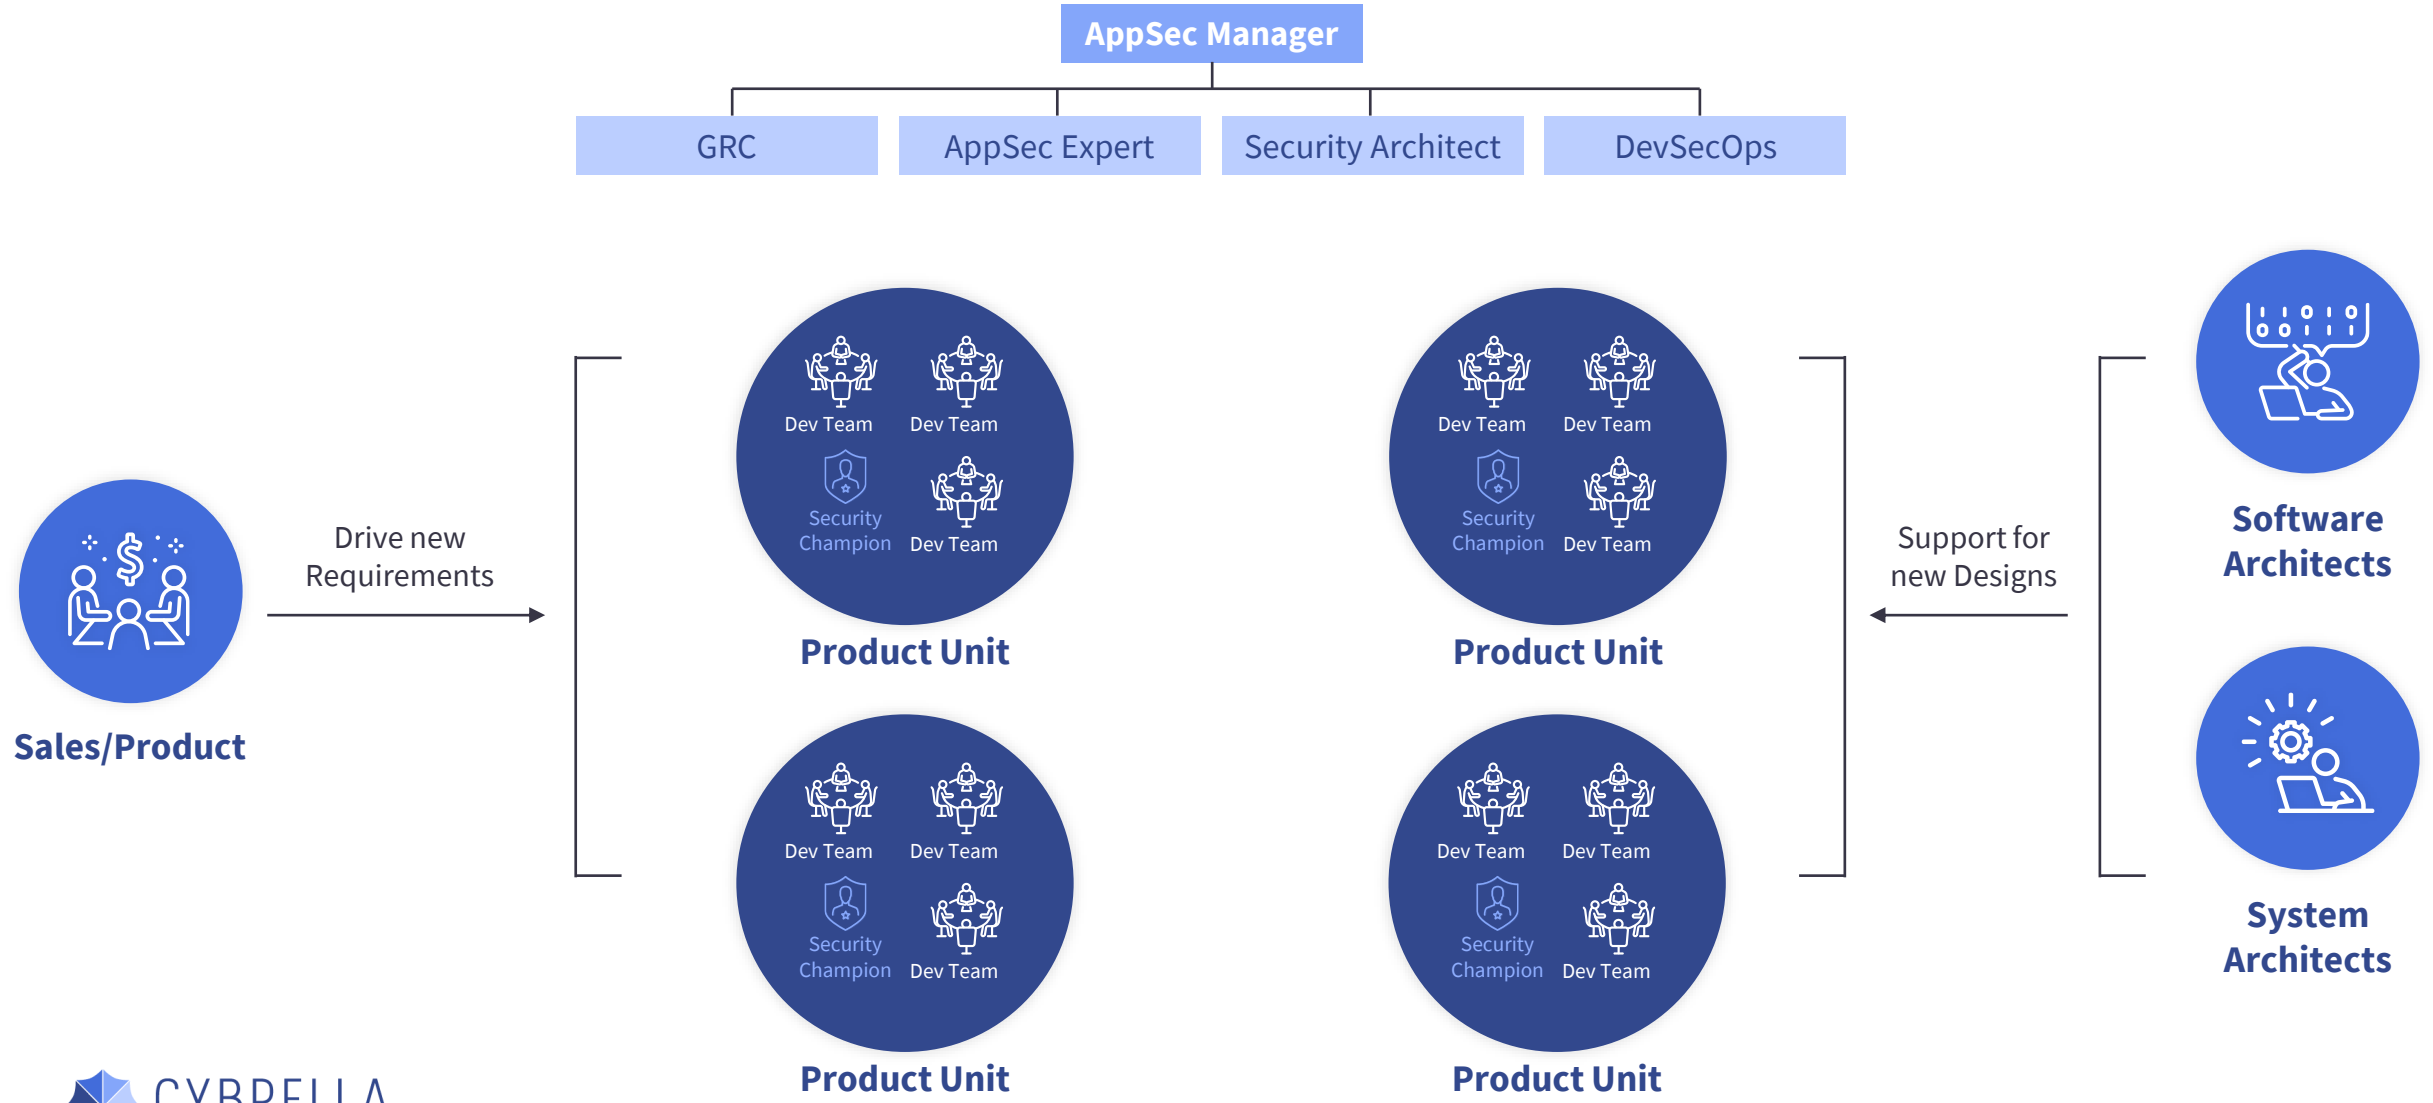 AppSec Manager
GRC
AppSec Expert
Security Architect
DevSecOps
Sales/Product
Drive new
Requirements
Dev Team
Dev Team
Security
Champion
Dev Team
Product Unit
Dev Team
Dev Team
Security
Champion
Dev Team
Product Unit
Dev Team
Dev Team
Security
Champion
Dev Team
Product Unit
Dev Team
Dev Team
Security
Champion
Dev Team
Product Unit
Support for
new Designs
Software
Architects
System
Architects
CYBRELLA